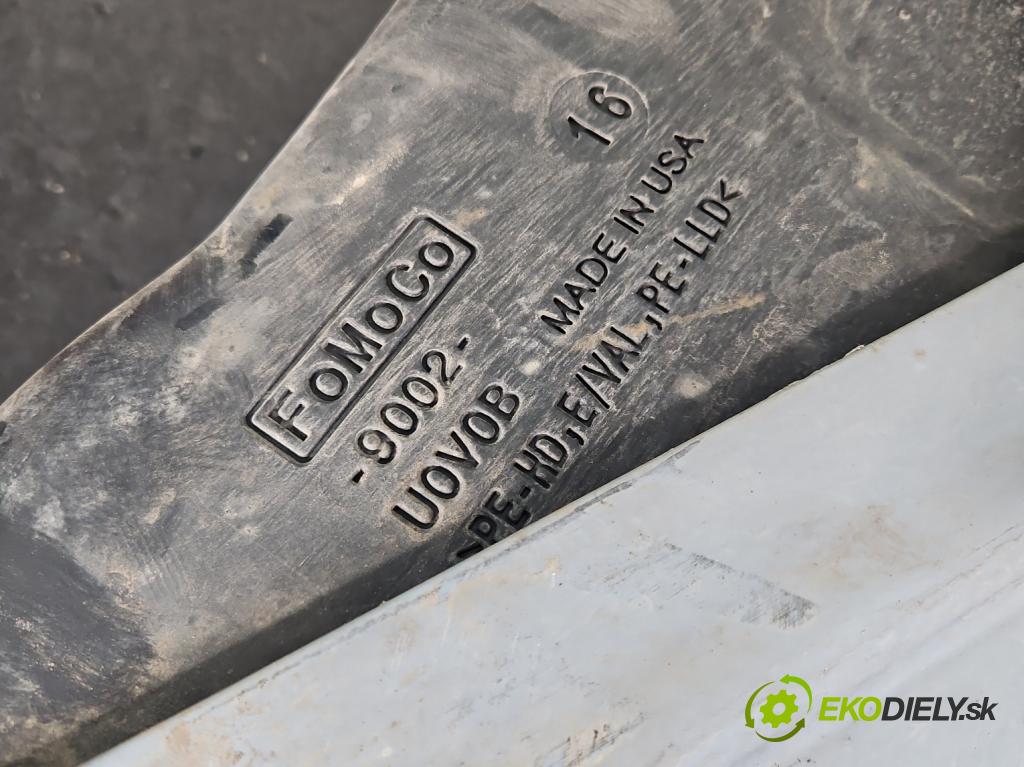 16
FoMoCo
-9002-
U0V0B
MADE IN USA
>PE-HD,E/VAL,PE-LLD<
EKODIELY.sk